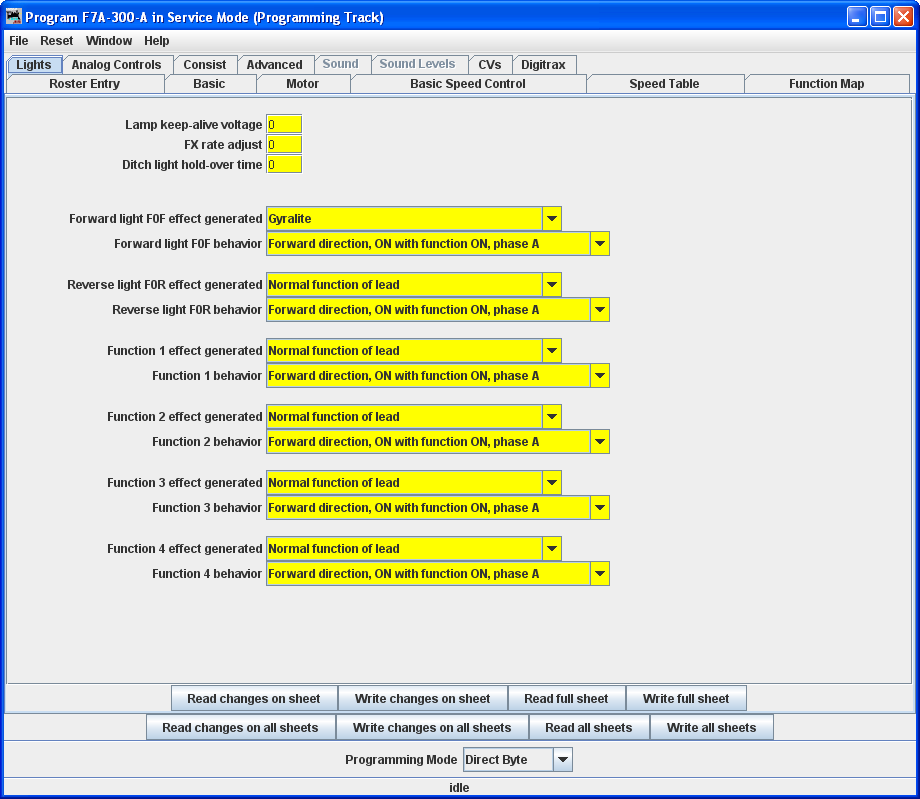 Program F7A-300-A in Service Mode (Programming Track)
File Reset Window Help
Lights Analog Controls Consist Advanced Sound Sound Levels CVs Digitrax
Roster Entry Basic Motor Basic Speed Control Speed Table Function Map
Lamp keep-alive voltage 0
FX rate adjust 0
Ditch light hold-over time 0
Forward light F0F effect generated Gyralite
Forward light F0F behavior Forward direction, ON with function ON, phase A
Reverse light F0R effect generated Normal function of lead
Reverse light F0R behavior Forward direction, ON with function ON, phase A
Function 1 effect generated Normal function of lead
Function 1 behavior Forward direction, ON with function ON, phase A
Function 2 effect generated Normal function of lead
Function 2 behavior Forward direction, ON with function ON, phase A
Function 3 effect generated Normal function of lead
Function 3 behavior Forward direction, ON with function ON, phase A
Function 4 effect generated Normal function of lead
Function 4 behavior Forward direction, ON with function ON, phase A
Read changes on sheet Write changes on sheet Read full sheet Write full sheet
Read changes on all sheets Write changes on all sheets Read all sheets Write all sheets
Programming Mode Direct Byte
idle